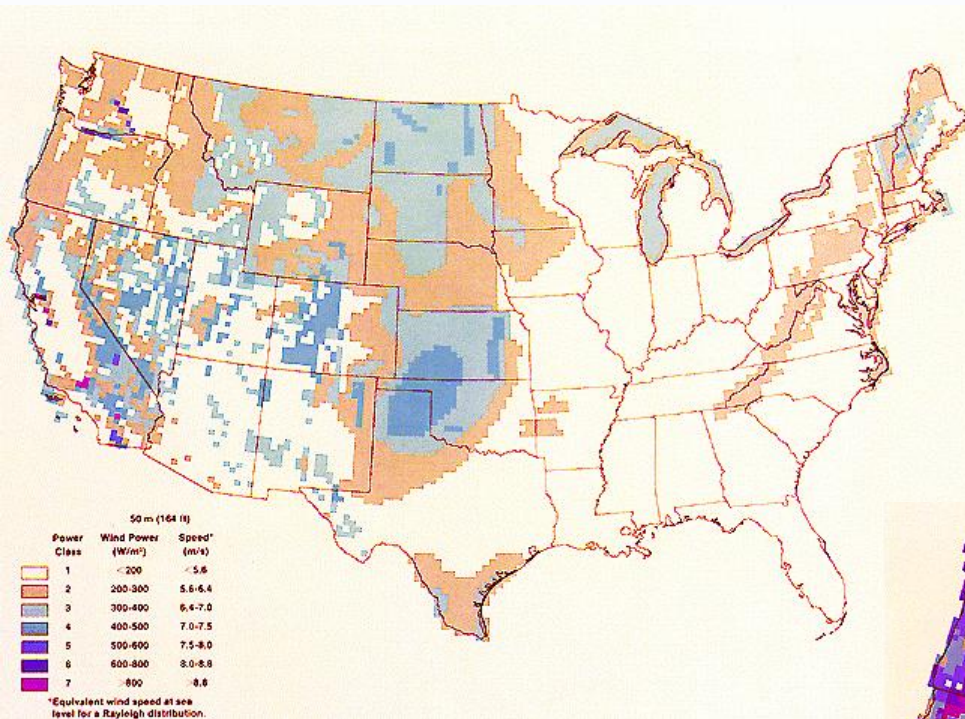 50 m (164 ft)
Power Wind Power Speed*
Class (W/m²) (m/s)
1 <200 <5.6
2 200-300 5.6-6.4
3 300-400 6.4-7.0
4 400-500 7.0-7.5
5 500-600 7.5-8.0
6 600-800 8.0-8.8
7 >800 >8.8
*Equivalent wind speed at sea
level for a Rayleigh distribution.